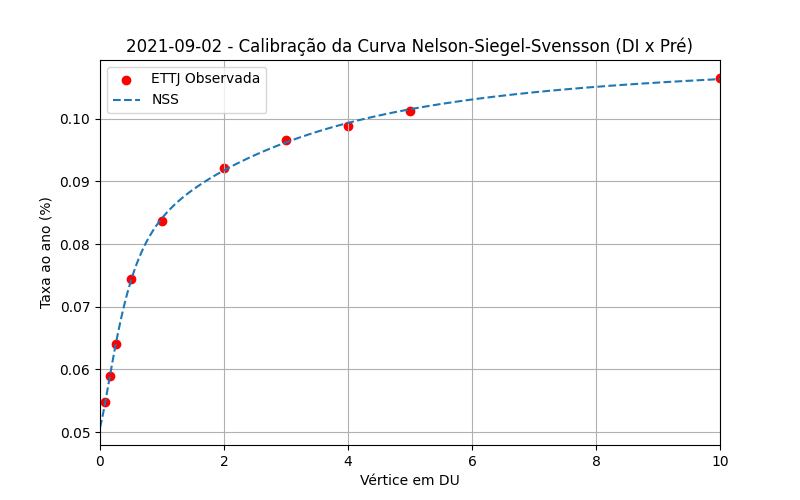 2021-09-02 - Calibração da Curva Nelson-Siegel-Svensson (DI x Pré)
ETTJ Observada
NSS
Taxa ao ano (%)
0.10
0.09
0.08
0.07
0.06
0.05
0
2
4
6
8
10
Vértice em DU